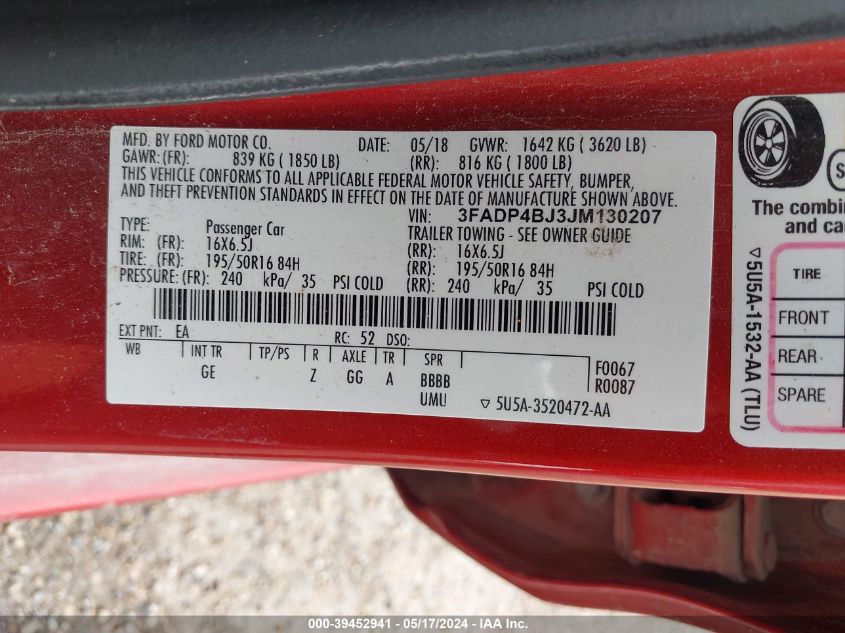 MFD. BY FORD MOTOR CO. DATE: 05/18 GVWR: 1642 KG ( 3620 LB)
GAWR: (FR): 839 KG ( 1850 LB) (RR): 816 KG ( 1800 LB)
THIS VEHICLE CONFORMS TO ALL APPLICABLE FEDERAL MOTOR VEHICLE SAFETY, BUMPER,
AND THEFT PREVENTION STANDARDS IN EFFECT ON THE DATE OF MANUFACTURE SHOWN ABOVE.
VIN: 3FADP4BJ3JM130207
TYPE: Passenger Car TRAILER TOWING - SEE OWNER GUIDE
RIM: (FR): 16X6.5J (RR): 16X6.5J
TIRE: (FR): 195/50R16 84H (RR): 195/50R16 84H
PRESSURE: (FR): 240 kPa/ 35 PSI COLD (RR): 240 kPa/ 35 PSI COLD
EXT PNT: EA RC: 52 DSO:
WB INT TR TP/PS R AXLE TR SPR F0067
GE Z GG A BBBB R0087
UMU ▽ 5U5A-3520472-AA
The combin
and ca
TIRE
FRONT
REAR
SPARE
▽ 5U5A-1532-AA (TLU)
000-39452941 - 05/17/2024 - IAA Inc.